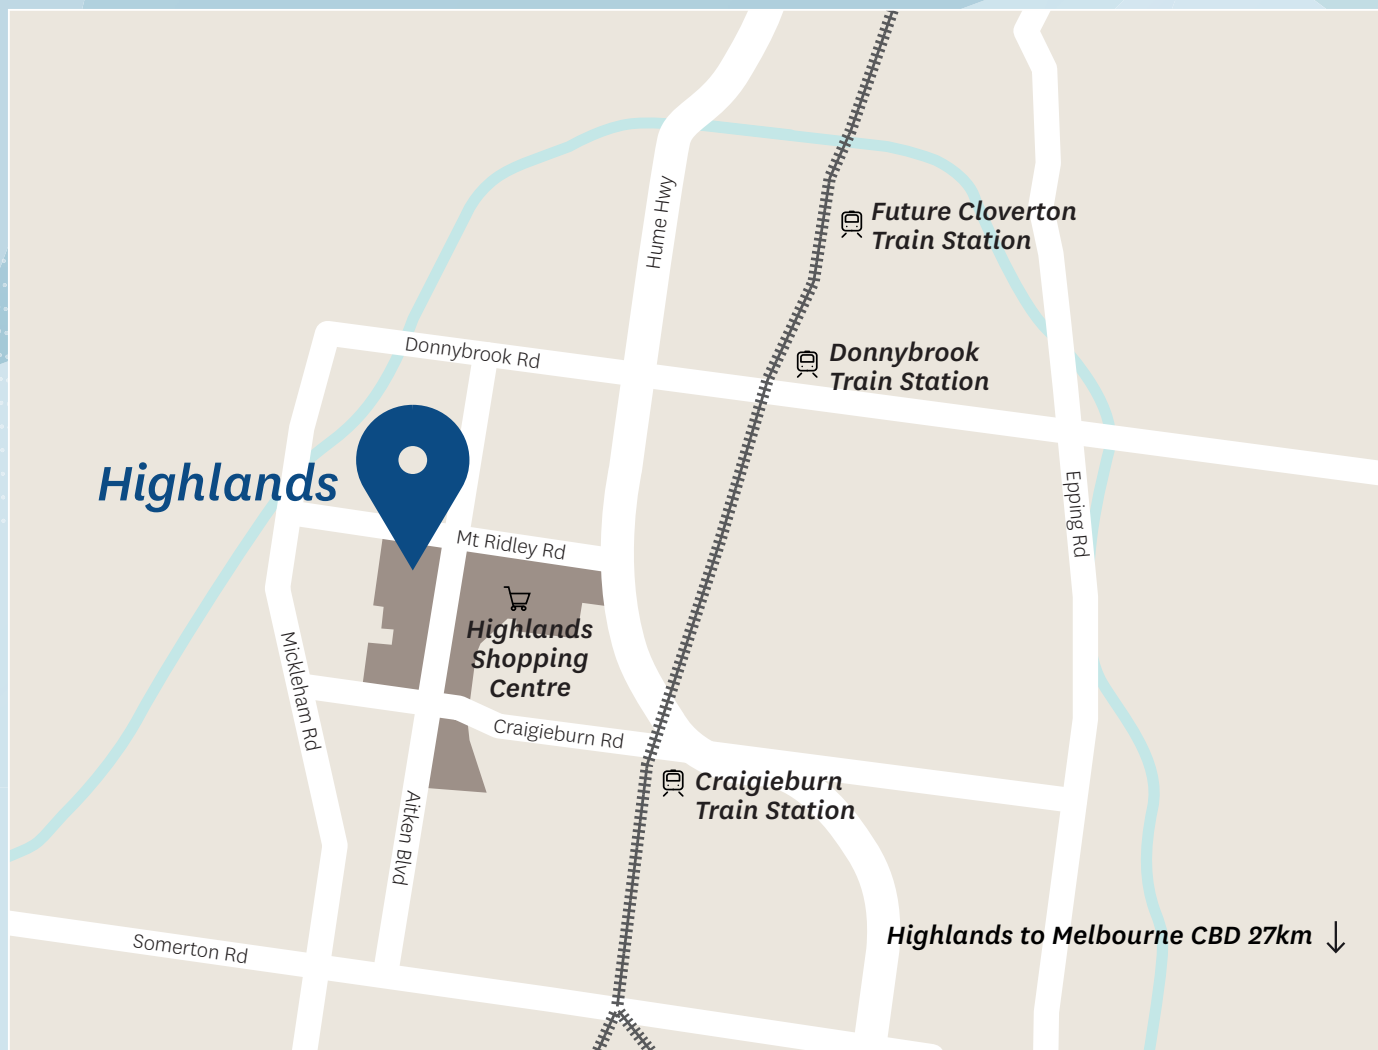 Hume Hwy
Future Cloverton
Train Station
Donnybrook Rd
Donnybrook
Train Station
Highlands
Epping Rd
Mt Ridley Rd
Highlands
Shopping
Centre
Mickleham Rd
Craigieburn Rd
Craigieburn
Train Station
Aitken Blvd
Highlands to Melbourne CBD 27km ↓
Somerton Rd